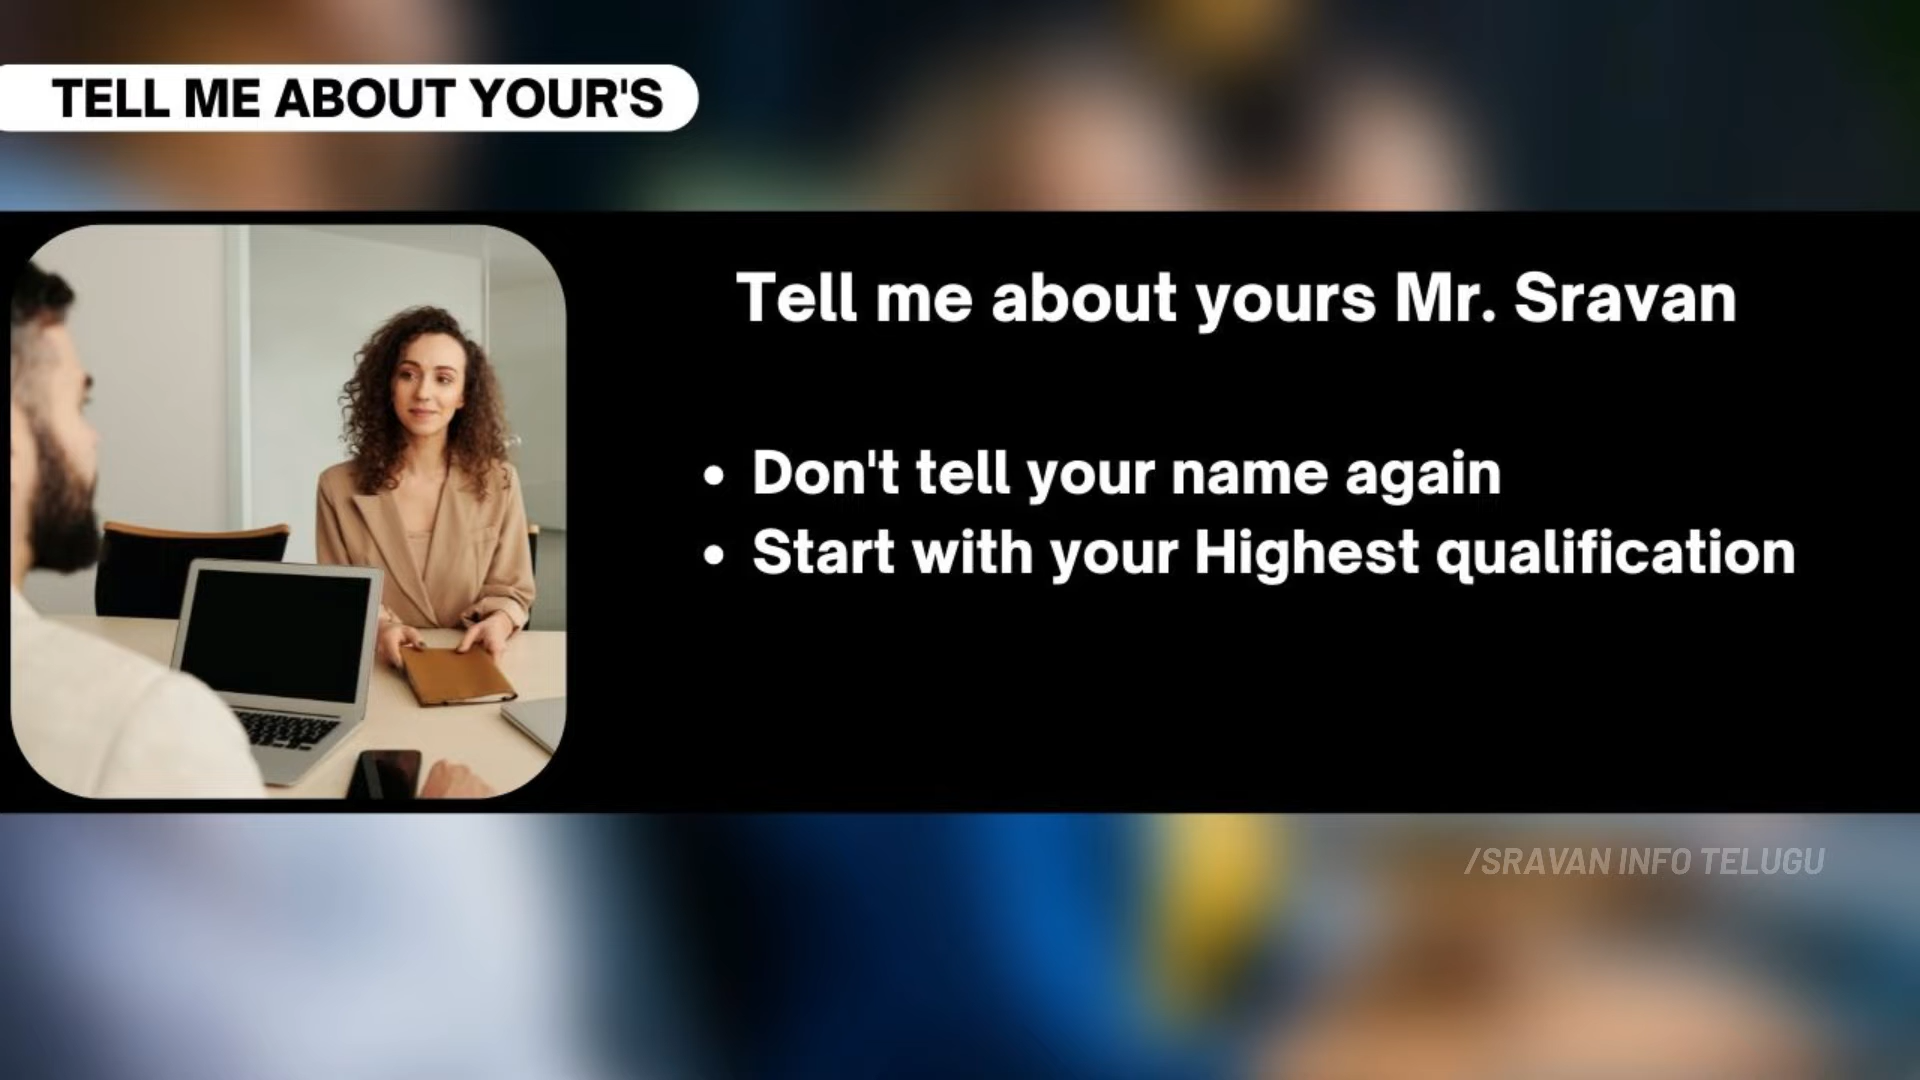 TELL ME ABOUT YOUR'S
Tell me about yours Mr. Sravan
• Don't tell your name again
• Start with your Highest qualification
/SRAVAN INFO TELUGU